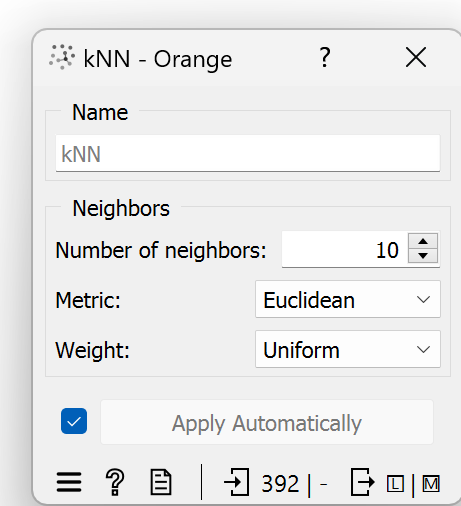 kNN - Orange ?
Name
kNN
Neighbors
Number of neighbors: 10
Metric: Euclidean
Weight: Uniform
Apply Automatically
? 392 | - L | M